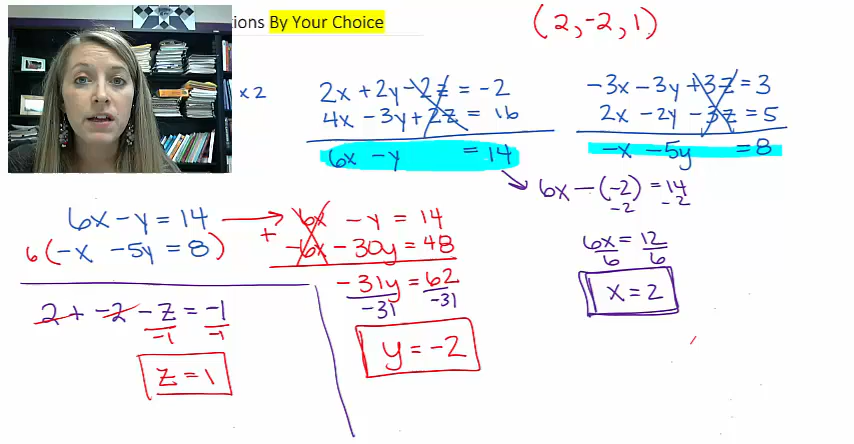 tions By Your Choice
(2,-2,1)
x2
2x + 2y - 2z = -2
4x - 3y + 2z = 16
6x - y = 14
-3x - 3y + 3z = 3
2x - 2y - 3z = 5
-x - 5y = 8
6x - (-2) = 14
-2 -2
6x = 12
6 6
x = 2
6x - y = 14
6(-x - 5y = 8)
6x - y = 14
+
-6x - 30y = 48
-31y = 62
-31 -31
y = -2
2 + -2 - z = -1
-1 -1
z = 1